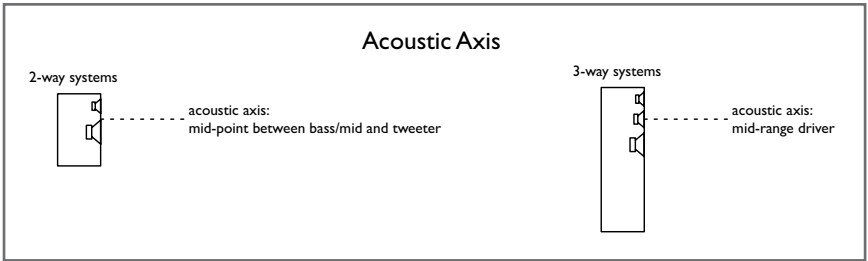 Acoustic Axis
2-way systems
acoustic axis:
mid-point between bass/mid and tweeter
3-way systems
acoustic axis:
mid-range driver